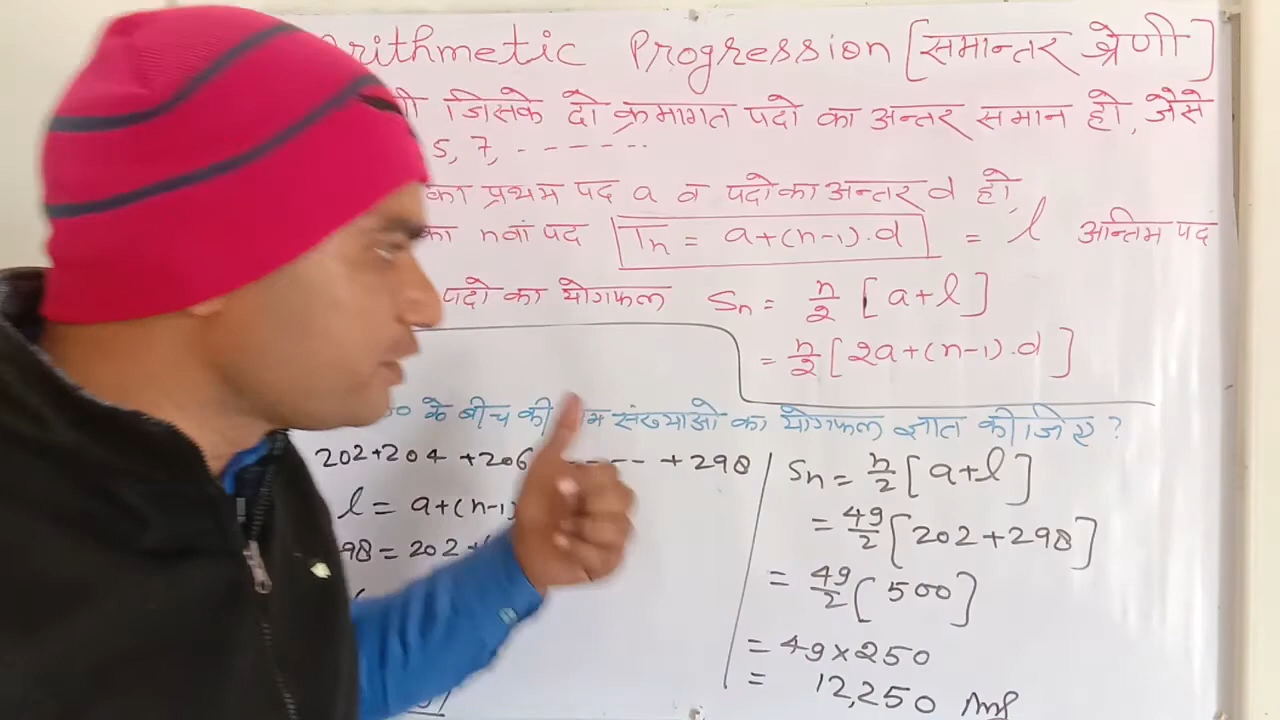 rithmetic Progression [समान्तर श्रेणी]
जिसके दो क्रमागत पदो का अन्तर समान हो, जैसे
5, 7, - - - - - - -
का प्रथम पद a व पदो का अन्तर d हो
का nवां पद Tn = a+(n-1).d = l अन्तिम पद
पदो का योगफल Sn = n/2 [a+l]
= n/2 [2a+(n-1).d]
के बीच की संख्याओ का योगफल ज्ञात कीजिए ?
202+204+206 - - - - + 298
l = a+(n-1)
98 = 202+
Sn = n/2 [a+l]
= 49/2 [202+298]
= 49/2 [500]
= 49×250
= 12,250 Ans